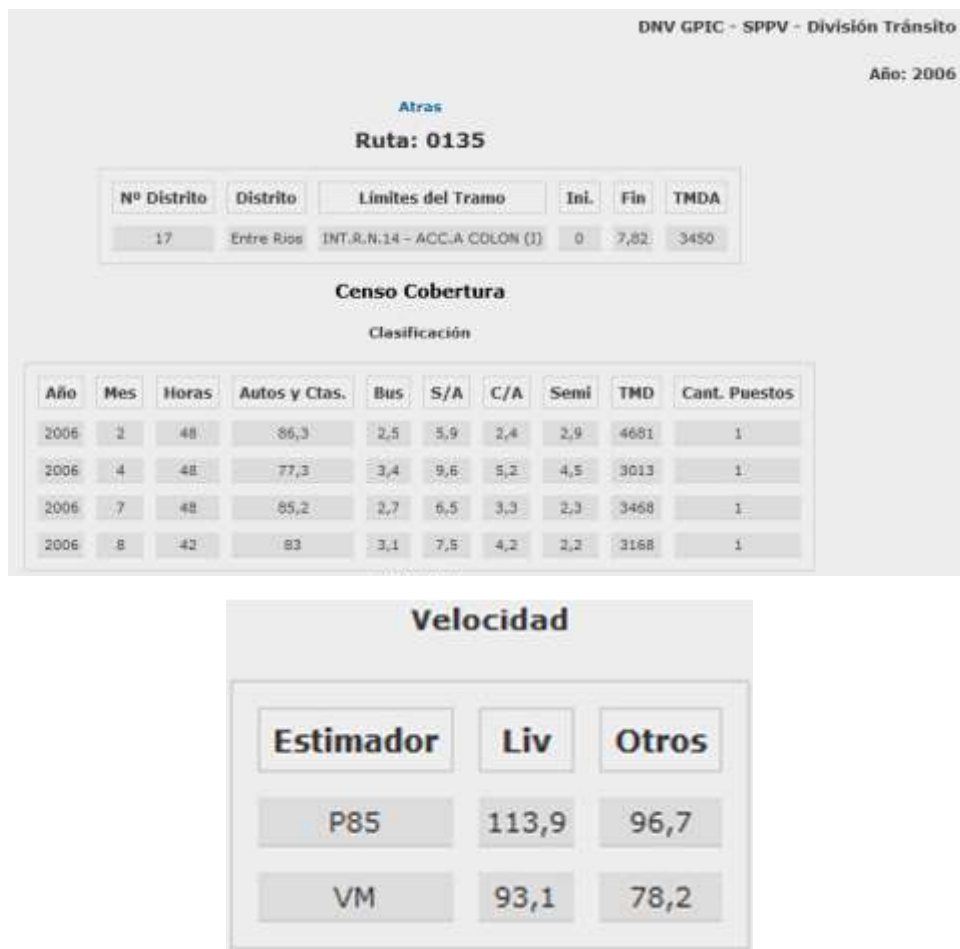 DNV GPIC - SPPV - División Tránsito
Año: 2006
Atras
Ruta: 0135
Nº Distrito Distrito Límites del Tramo Ini. Fin TMDA
17 Entre Rios INT.R.N.14 - ACC.A COLON (I) 0 7,82 3450
Censo Cobertura
Clasificación
Año Mes Horas Autos y Ctas. Bus S/A C/A Semi TMD Cant. Puestos
2006 2 48 86,3 2,5 5,9 2,4 2,9 4681 1
2006 4 48 77,3 3,4 9,6 5,2 4,5 3013 1
2006 7 48 85,2 2,7 6,5 3,3 2,3 3468 1
2006 8 42 83 3,1 7,5 4,2 2,2 3168 1
Velocidad
Estimador Liv Otros
P85 113,9 96,7
VM 93,1 78,2